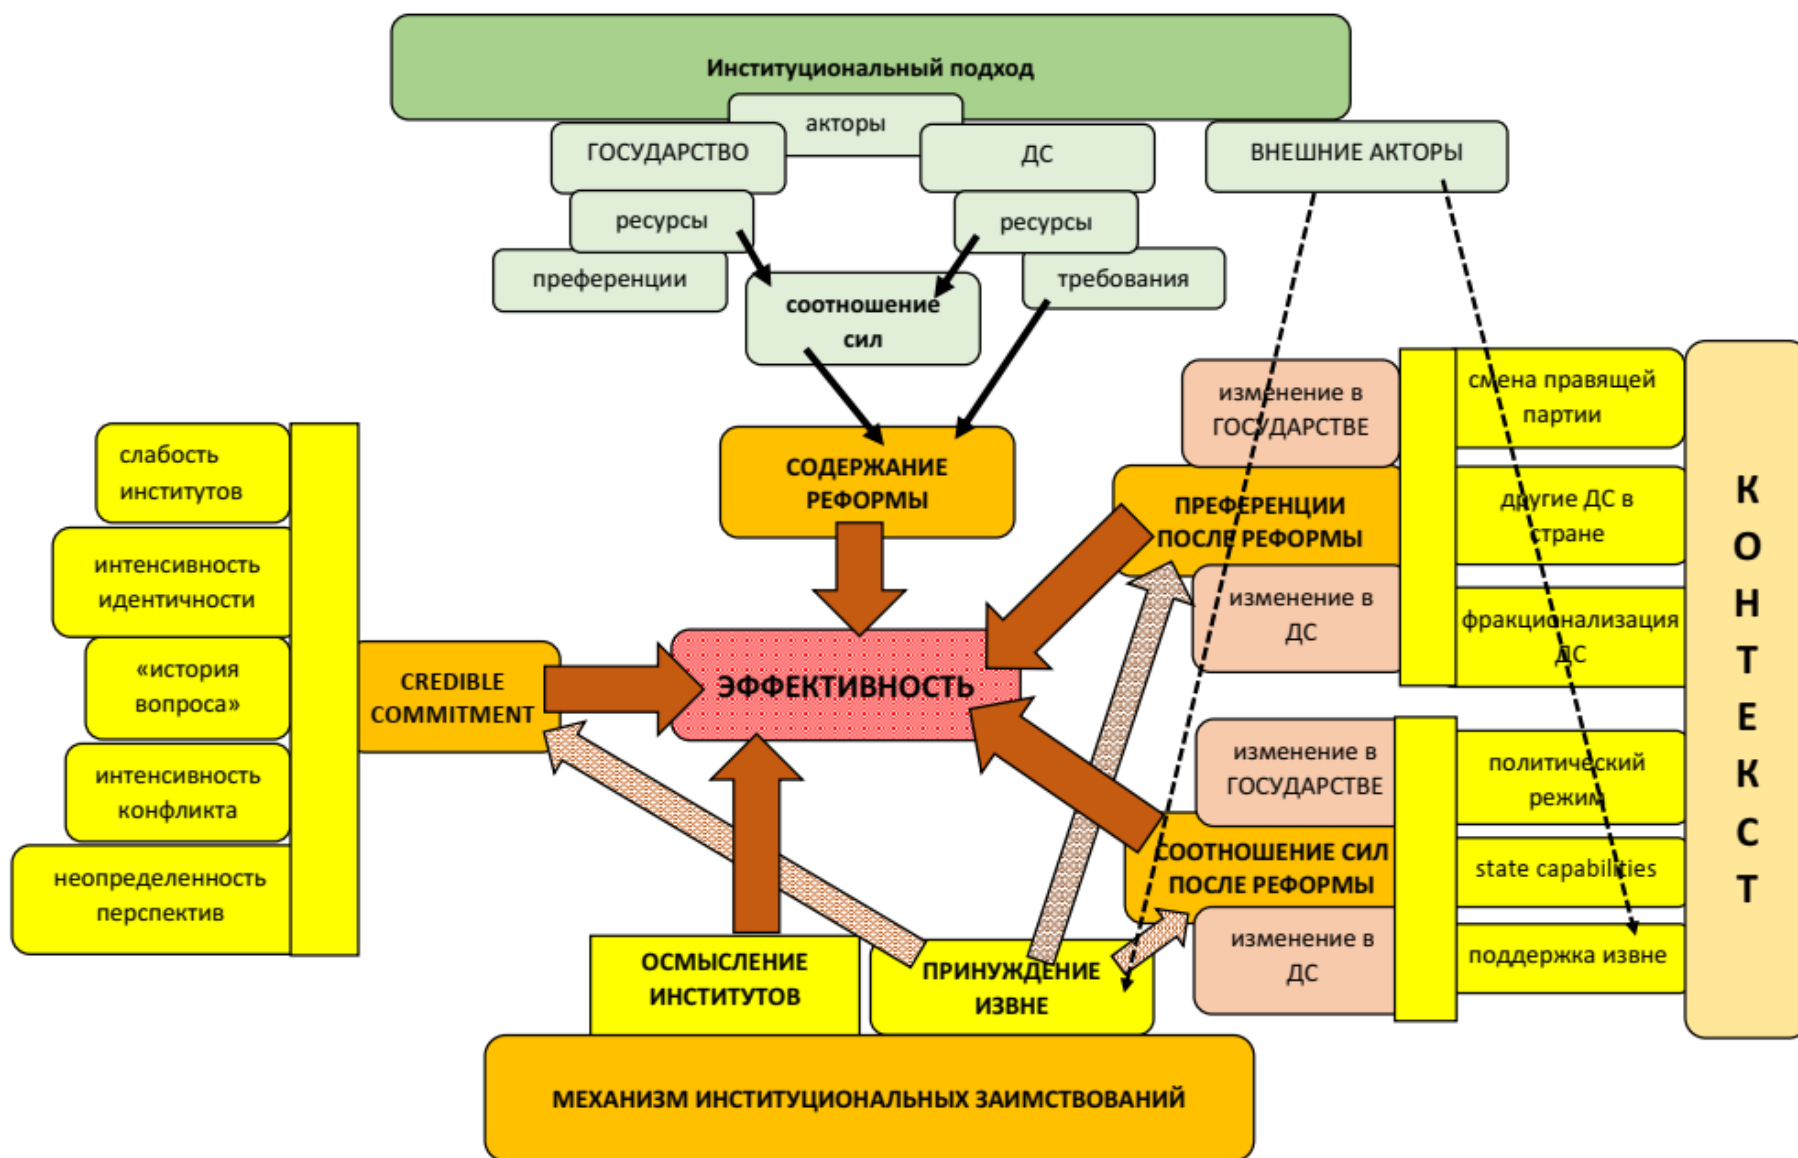 Институциональный подход
акторы
ГОСУДАРСТВО
ДС
ВНЕШНИЕ АКТОРЫ
ресурсы
ресурсы
преференции
требования
соотношение
сил
СОДЕРЖАНИЕ
РЕФОРМЫ
слабость
институтов
интенсивность
идентичности
«история
вопроса»
интенсивность
конфликта
неопределенность
перспектив
CREDIBLE
COMMITMENT
ЭФФЕКТИВНОСТЬ
изменение в
ГОСУДАРСТВЕ
ПРЕФЕРЕНЦИИ
ПОСЛЕ РЕФОРМЫ
изменение в
ДС
смена правящей
партии
другие ДС в
стране
фракционализация
ДС
изменение в
ГОСУДАРСТВЕ
СООТНОШЕНИЕ СИЛ
ПОСЛЕ РЕФОРМЫ
изменение в
ДС
политический
режим
state capabilities
поддержка извне
К
О
Н
Т
Е
К
С
Т
ОСМЫСЛЕНИЕ
ИНСТИТУТОВ
ПРИНУЖДЕНИЕ
ИЗВНЕ
МЕХАНИЗМ ИНСТИТУЦИОНАЛЬНЫХ ЗАИМСТВОВАНИЙ